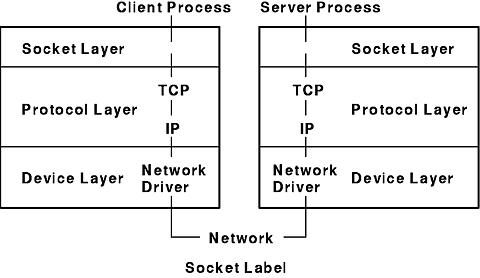 Client Process
Server Process
Socket Layer
TCP
Protocol Layer
IP
Device Layer
Network
Driver
Socket Layer
TCP
Protocol Layer
IP
Network
Driver
Device Layer
Network
Socket Label